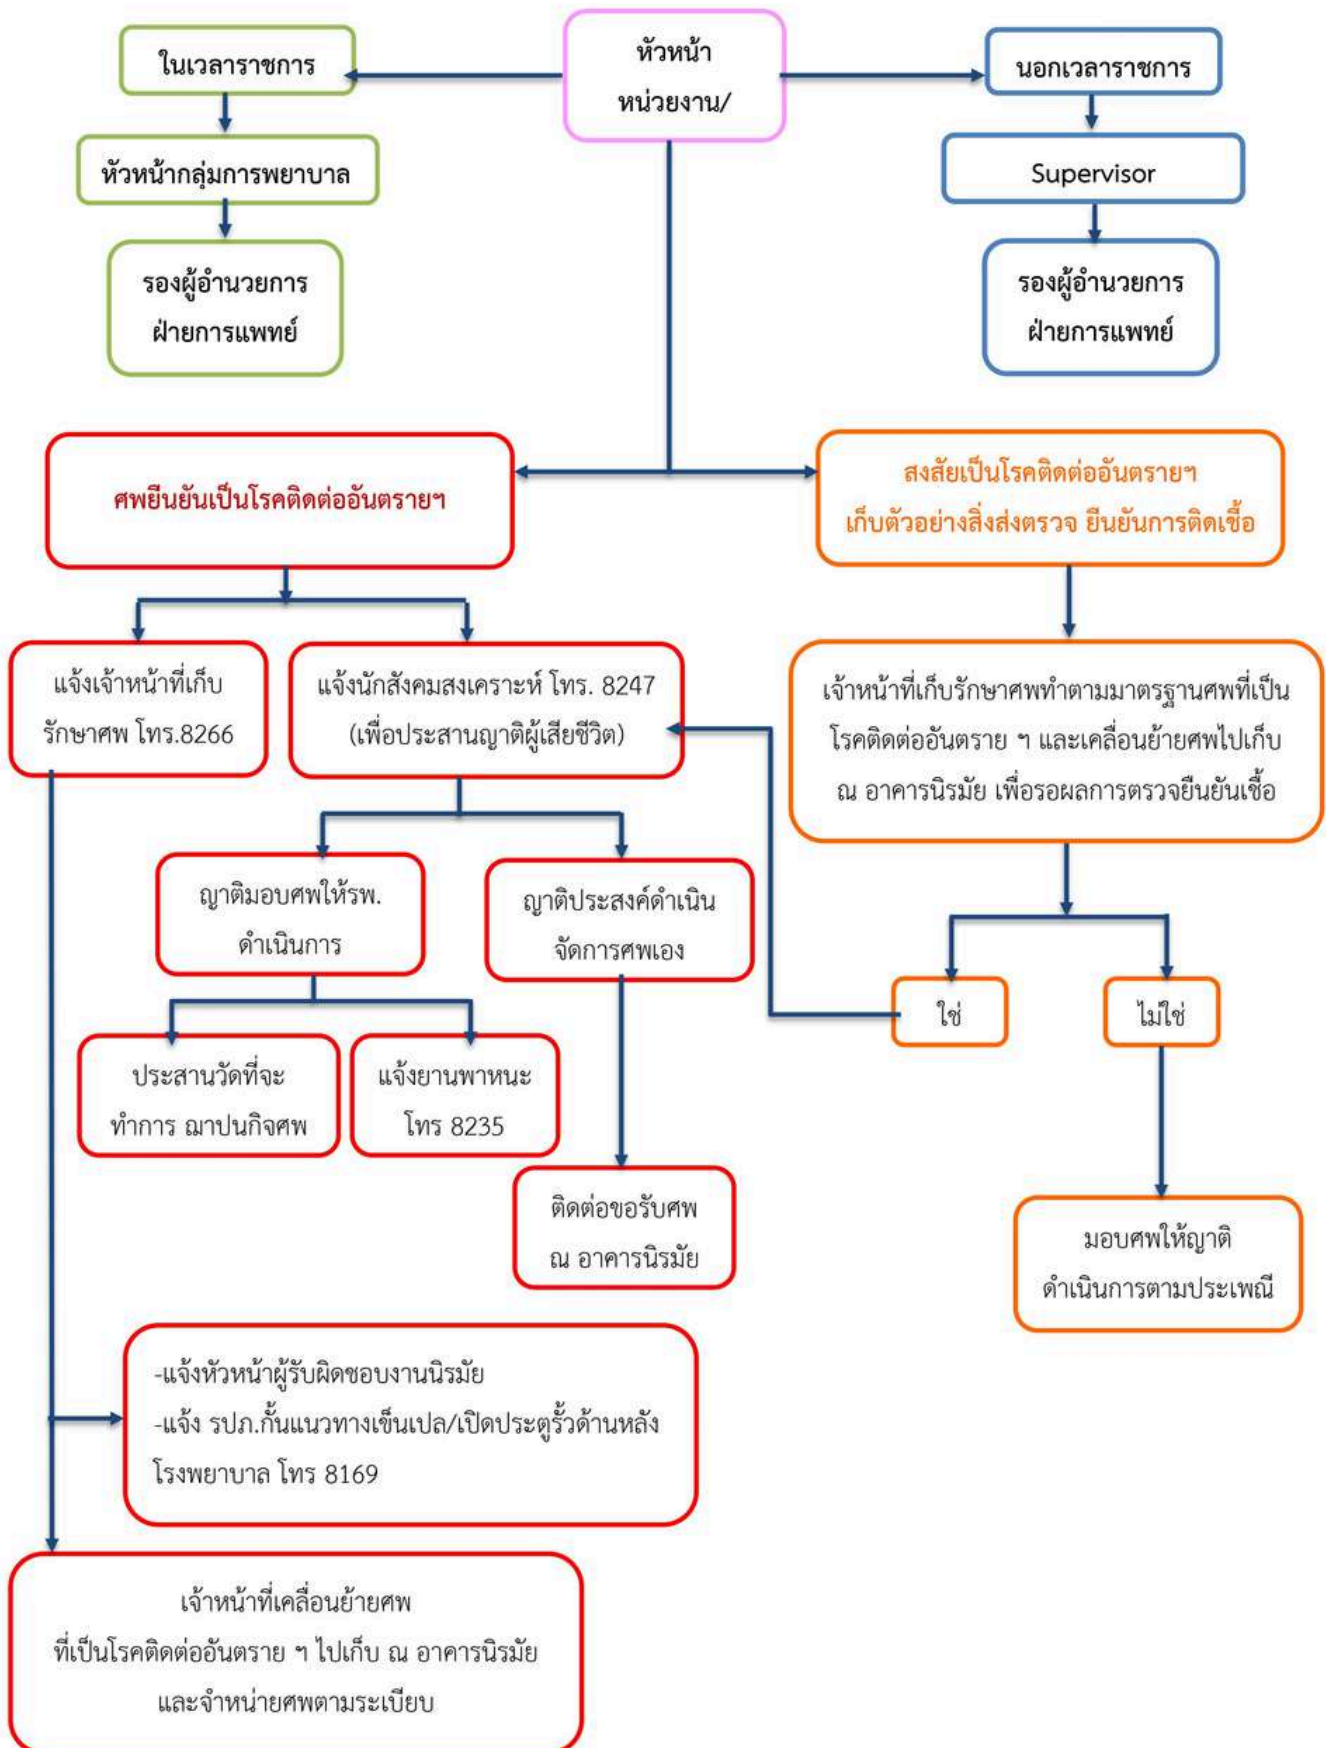 หัวหน้า
หน่วยงาน/
ในเวลาราชการ
นอกเวลาราชการ
หัวหน้ากลุ่มการพยาบาล
Supervisor
รองผู้อำนวยการ
ฝ่ายการแพทย์
รองผู้อำนวยการ
ฝ่ายการแพทย์
ศพยืนยันเป็นโรคติดต่ออันตรายฯ
สงสัยเป็นโรคติดต่ออันตรายฯ
เก็บตัวอย่างสิ่งส่งตรวจ ยืนยันการติดเชื้อ
แจ้งเจ้าหน้าที่เก็บ
รักษาศพ โทร.8266
แจ้งนักสังคมสงเคราะห์ โทร. 8247
(เพื่อประสานญาติผู้เสียชีวิต)
เจ้าหน้าที่เก็บรักษาศพทำตามมาตรฐานศพที่เป็น
โรคติดต่ออันตราย ฯ และเคลื่อนย้ายศพไปเก็บ
ณ อาคารนิรมัย เพื่อรอผลการตรวจยืนยันเชื้อ
ญาติมอบศพให้รพ.
ดำเนินการ
ญาติประสงค์ดำเนิน
จัดการศพเอง
ใช่
ไม่ใช่
ประสานวัดที่จะ
ทำการ ฌาปนกิจศพ
แจ้งยานพาหนะ
โทร 8235
ติดต่อขอรับศพ
ณ อาคารนิรมัย
มอบศพให้ญาติ
ดำเนินการตามประเพณี
-แจ้งหัวหน้าผู้รับผิดชอบงานนิรมัย
-แจ้ง รปภ.กั้นแนวทางเข็นเปล/เปิดประตูรั้วด้านหลัง
โรงพยาบาล โทร 8169
เจ้าหน้าที่เคลื่อนย้ายศพ
ที่เป็นโรคติดต่ออันตราย ฯ ไปเก็บ ณ อาคารนิรมัย
และจำหน่ายศพตามระเบียบ